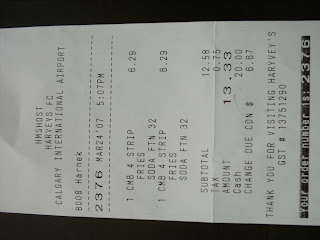 HMSHOST
HARVEYS FC
CALGARY INTERNATIONAL AIRPORT
8008 Harnek
2376 MAR24'07 5:07PM
1 CMB 4 STRIP 6.29
FRIES
SODA FTN 32
1 CMB 4 STRIP 6.29
FRIES
SODA FTN 32
SUBTOTAL 12.58
TAX 0.75
AMOUNT 13.33
Cash 20.00
CHANGE DUE CDN $ 6.67
THANK YOU FOR VISITING HARYVEY'S
GST # 13751290
Your order number is: 2376